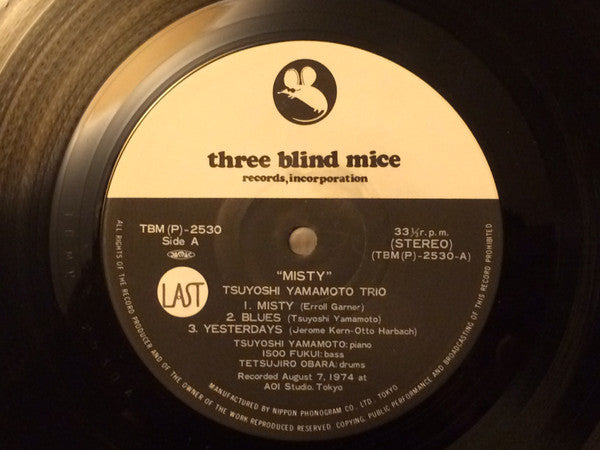 three blind mice
records, incorporation
TBM (P)-2530
Side A
33 ⅓ r.p.m.
(STEREO)
(TBM(P)-2530-A)
LAST
"MISTY"
TSUYOSHI YAMAMOTO TRIO
1. MISTY (Erroll Garner)
2. BLUES (Tsuyoshi Yamamoto)
3. YESTERDAYS (Jerome Kern-Otto Harbach)
TSUYOSHI YAMAMOTO: piano
ISOO FUKUI: bass
TETSUJIRO OBARA: drums
Recorded August 7, 1974 at
AOI Studio. Tokyo
MANUFACTURED BY NIPPON PHONOGRAM CO. LTD., TOKYO
ALL RIGHTS OF THE RECORD PRODUCER AND OF THE OWNER OF THE WORK REPRODUCED RESERVED. COPYING, PUBLIC PERFORMANCE AND BROADCASTING OF THIS RECORD PROHIBITED